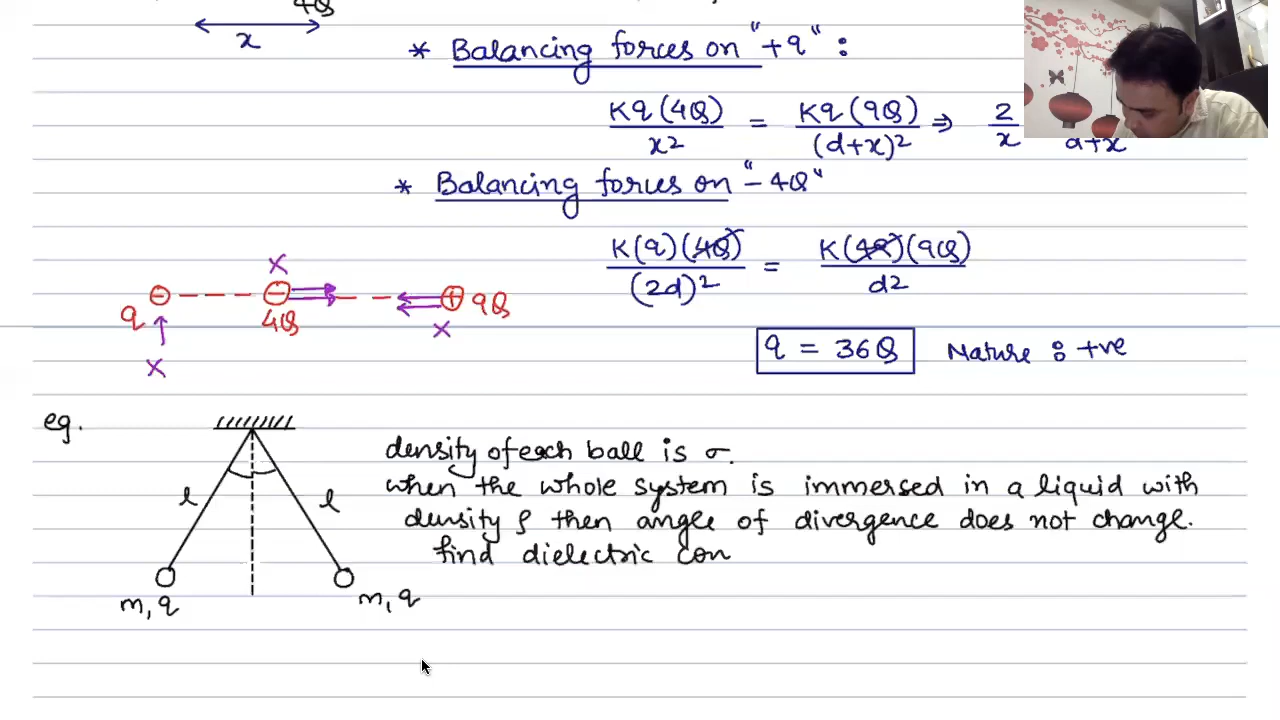 4Q
x
* Balancing forces on "+q" :
Kq(4Q) / x² = Kq(9Q) / (d+x)² ⇒ 2 / x d+x
* Balancing forces on "-4Q"
K(q)(4Q) / (2d)² = K(4Q)(9Q) / d²
q 4Q 9Q
x x x
q = 36Q Nature : +ve
eg.
density of each ball is σ.
when the whole system is immersed in a liquid with
density ρ then angle of divergence does not change.
find dielectric con
l l
m, q m, q